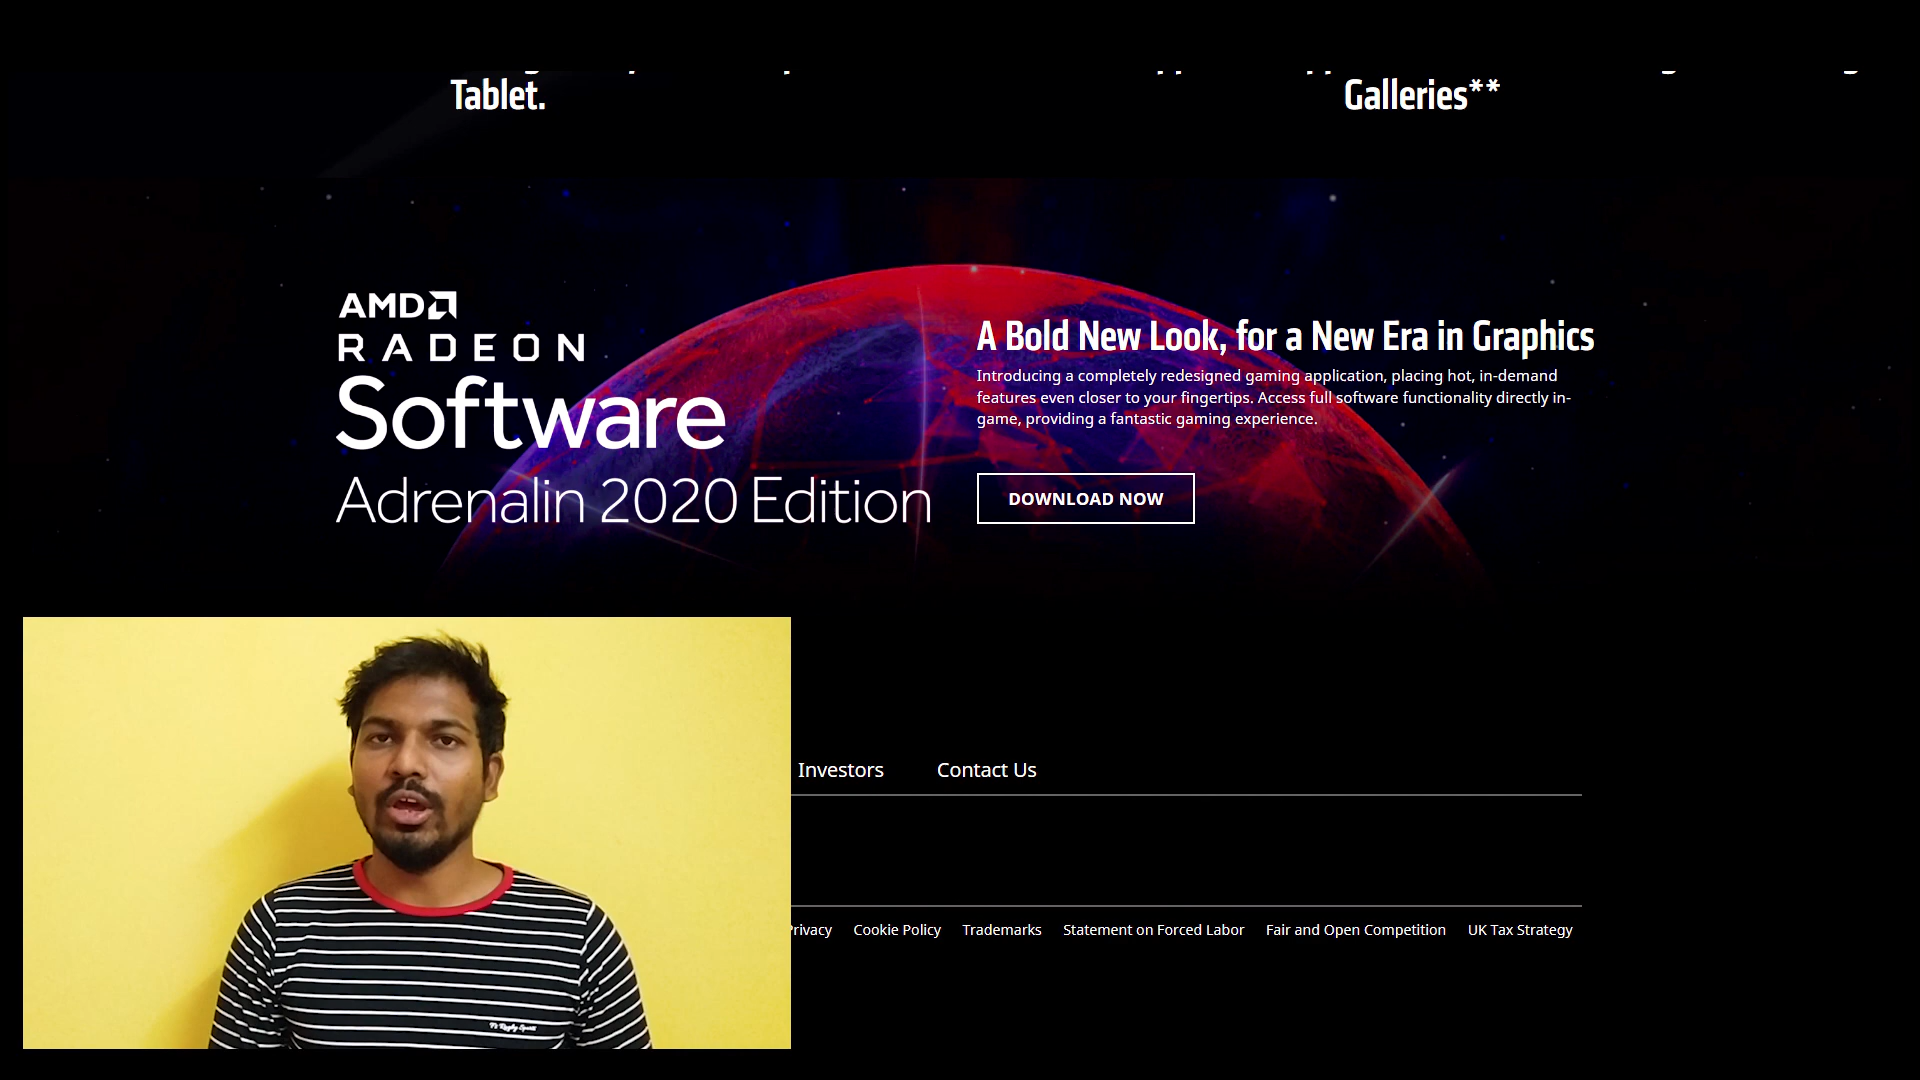 Tablet.
Galleries**
AMD
RADEON
Software
Adrenalin 2020 Edition
A Bold New Look, for a New Era in Graphics
Introducing a completely redesigned gaming application, placing hot, in-demand
features even closer to your fingertips. Access full software functionality directly in-
game, providing a fantastic gaming experience.
DOWNLOAD NOW
Investors
Contact Us
Privacy
Cookie Policy
Trademarks
Statement on Forced Labor
Fair and Open Competition
UK Tax Strategy